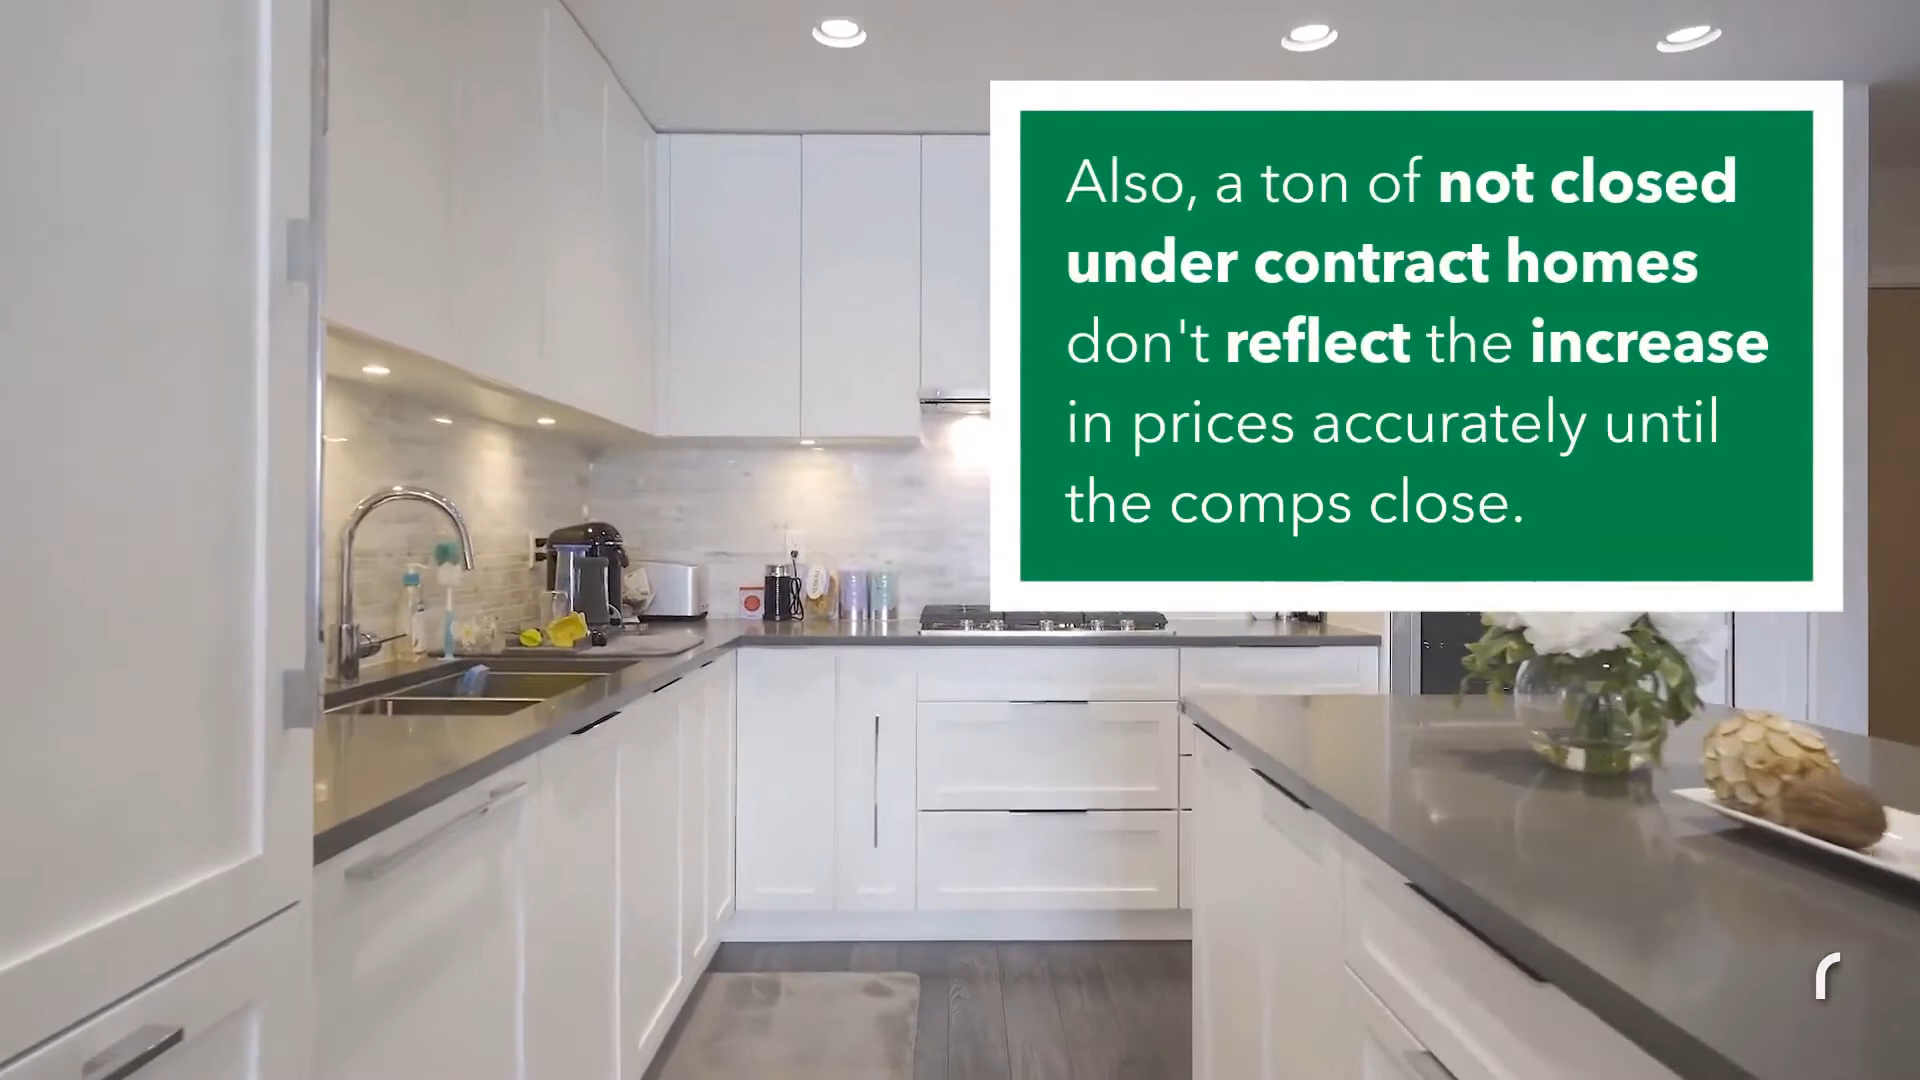 Also, a ton of not closed
under contract homes
don't reflect the increase
in prices accurately until
the comps close.